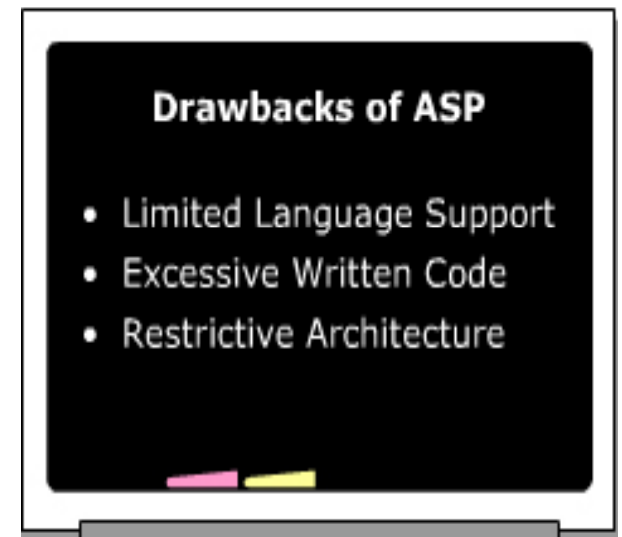 Drawbacks of ASP
• Limited Language Support
• Excessive Written Code
• Restrictive Architecture